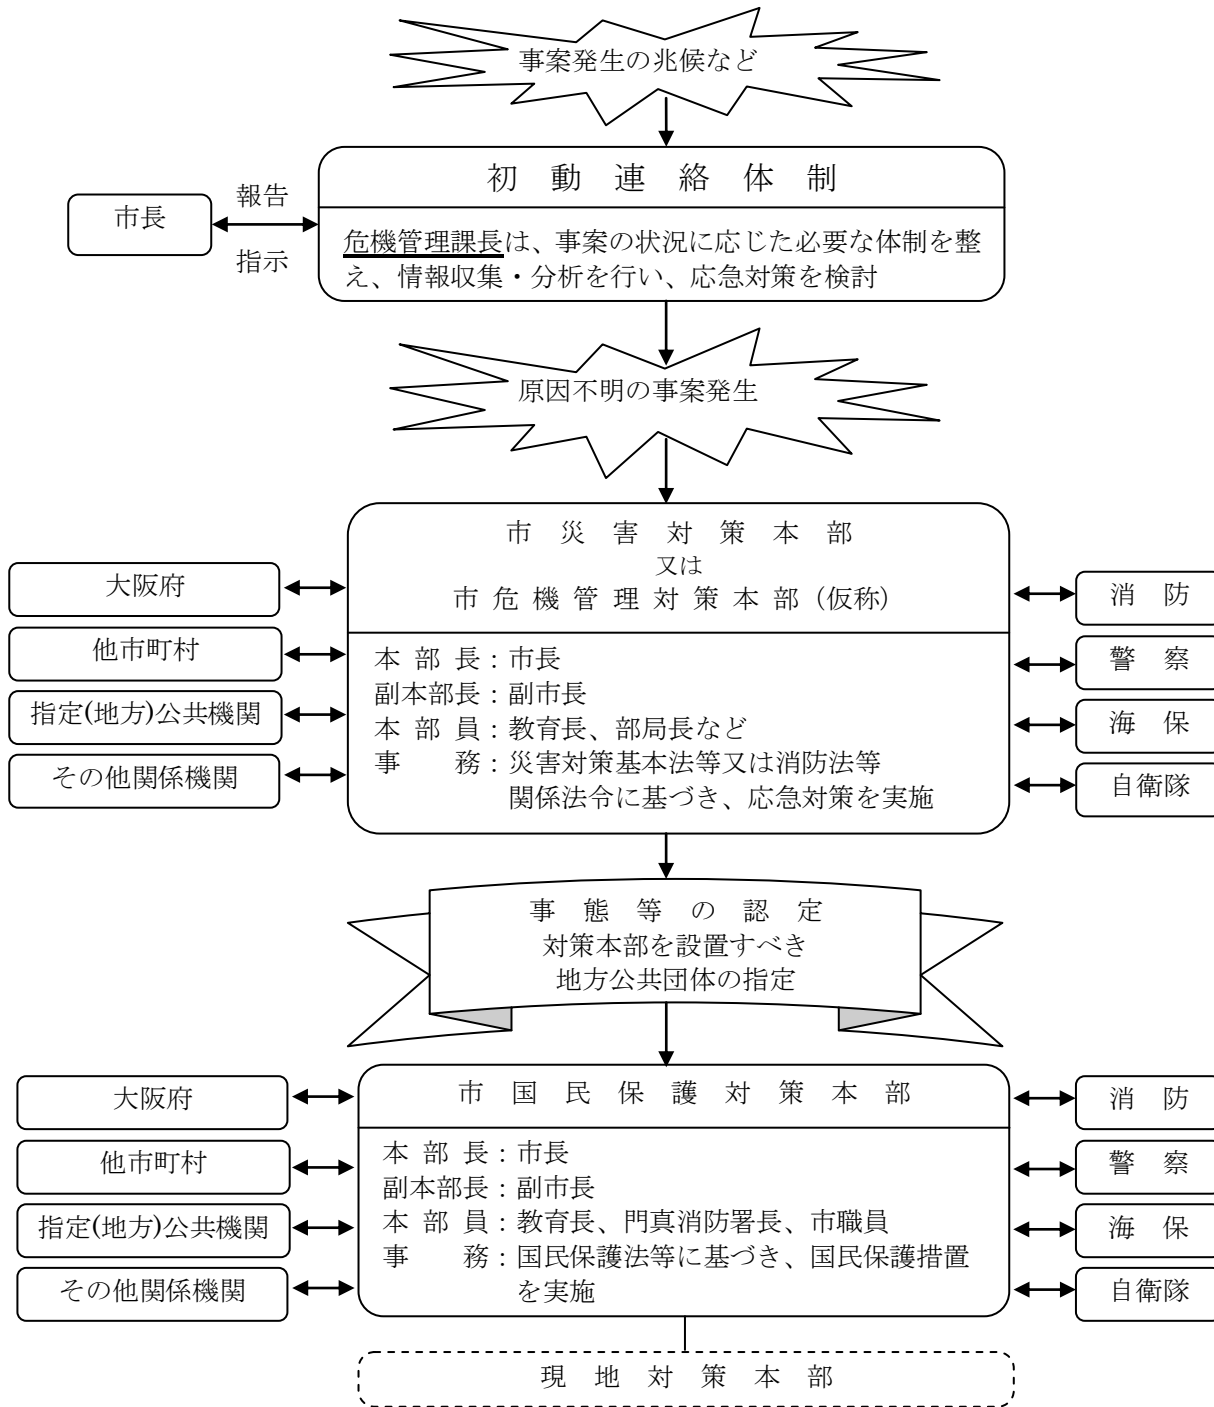 事案発生の兆候など
初動連絡体制
市長
報告
指示
危機管理課長は、事案の状況に応じた必要な体制を整
え、情報収集・分析を行い、応急対策を検討
原因不明の事案発生
市災害対策本部
又は
市危機管理対策本部(仮称)
本部長：市長
副本部長：副市長
本部員：教育長、部局長など
事　務：災害対策基本法等又は消防法等
関係法令に基づき、応急対策を実施
大阪府
他市町村
指定(地方)公共機関
その他関係機関
消防
警察
海保
自衛隊
事態等の認定
対策本部を設置すべき
地方公共団体の指定
市国民保護対策本部
本部長：市長
副本部長：副市長
本部員：教育長、門真消防署長、市職員
事　務：国民保護法等に基づき、国民保護措置
を実施
大阪府
他市町村
指定(地方)公共機関
その他関係機関
消防
警察
海保
自衛隊
現地対策本部